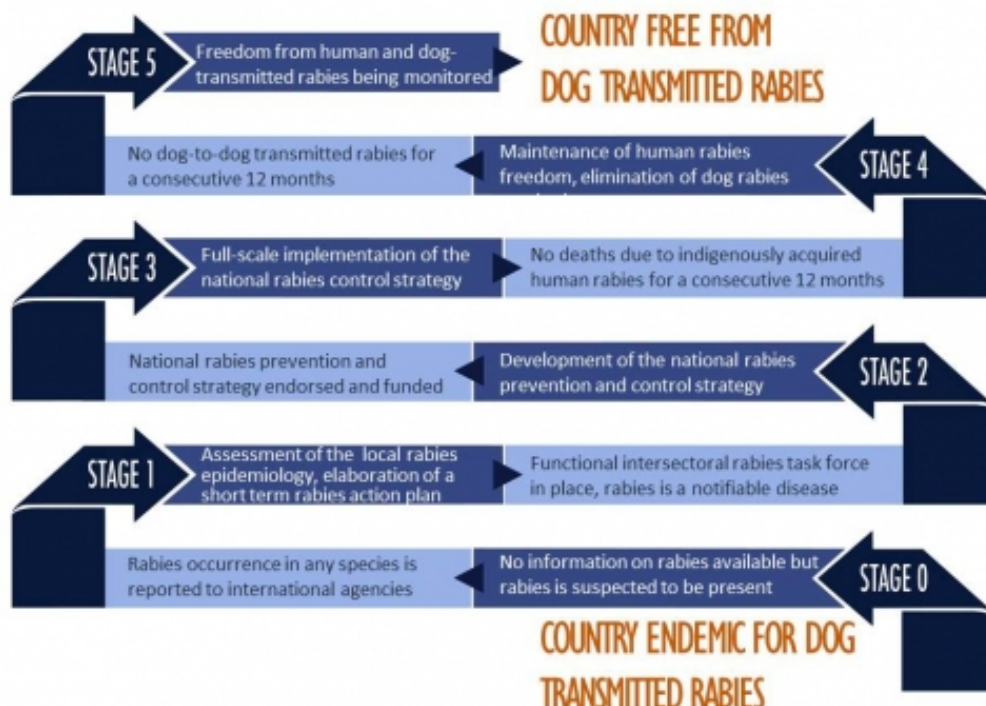 COUNTRY FREE FROM
DOG TRANSMITTED RABIES
STAGE 5
Freedom from human and dog-
transmitted rabies being monitored
No dog-to-dog transmitted rabies for
a consecutive 12 months
Maintenance of human rabies
freedom, elimination of dog rabies
STAGE 4
STAGE 3
Full-scale implementation of the
national rabies control strategy
No deaths due to indigenously acquired
human rabies for a consecutive 12 months
National rabies prevention and
control strategy endorsed and funded
Development of the national rabies
prevention and control strategy
STAGE 2
STAGE 1
Assessment of the local rabies
epidemiology, elaboration of a
short term rabies action plan
Functional intersectoral rabies task force
in place, rabies is a notifiable disease
Rabies occurrence in any species is
reported to international agencies
No information on rabies available but
rabies is suspected to be present
STAGE 0
COUNTRY ENDEMIC FOR DOG
TRANSMITTED RABIES